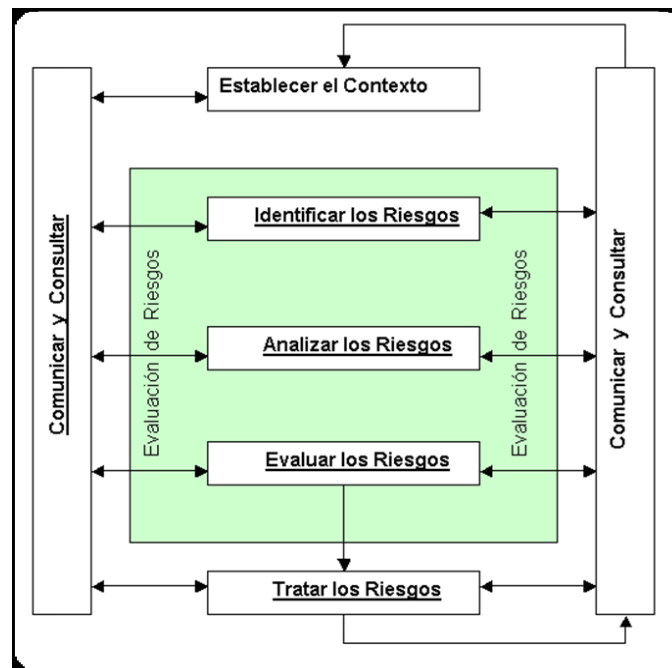 Establecer el Contexto
Comunicar y Consultar
Identificar los Riesgos
Evaluación de Riesgos
Analizar los Riesgos
Evaluación de Riesgos
Comunicar y Consultar
Evaluar los Riesgos
Tratar los Riesgos